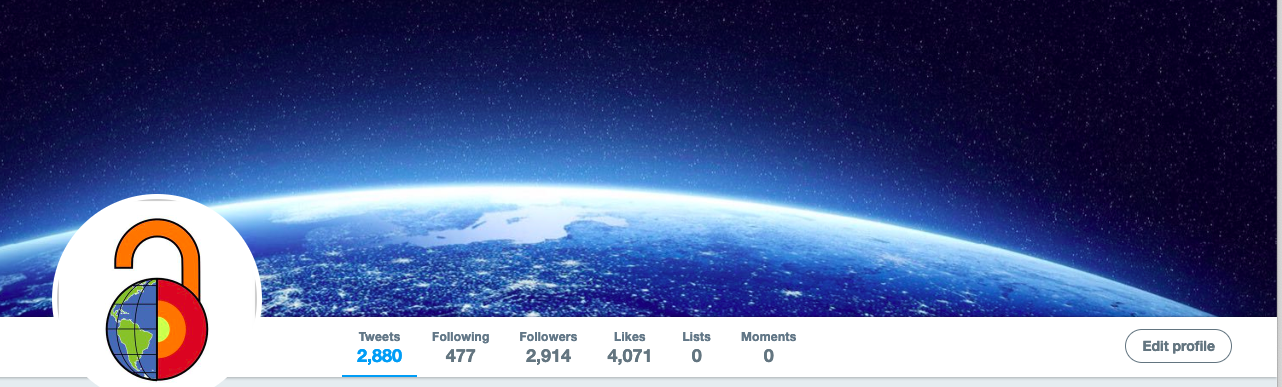 Tweets Following Followers Likes Lists Moments
2,880 477 2,914 4,071 0 0
Edit profile